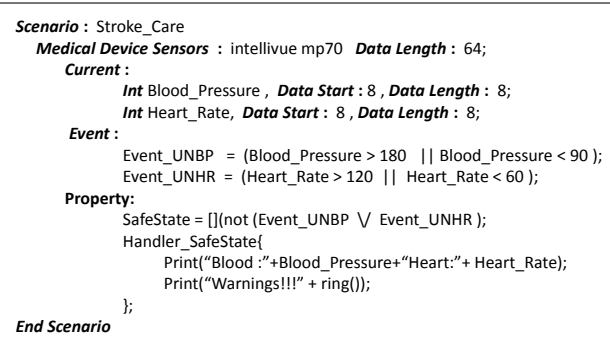 Scenario : Stroke_Care
Medical Device Sensors : intellivue mp70 Data Length : 64;
Current :
Int Blood_Pressure , Data Start : 8 , Data Length : 8;
Int Heart_Rate, Data Start : 8 , Data Length : 8;
Event :
Event_UNBP = (Blood_Pressure > 180 || Blood_Pressure < 90 );
Event_UNHR = (Heart_Rate > 120 || Heart_Rate < 60 );
Property:
SafeState = [](not (Event_UNBP \/ Event_UNHR );
Handler_SafeState{
Print(“Blood :”+Blood_Pressure+“Heart:”+ Heart_Rate);
Print(“Warnings!!!” + ring());
};
End Scenario